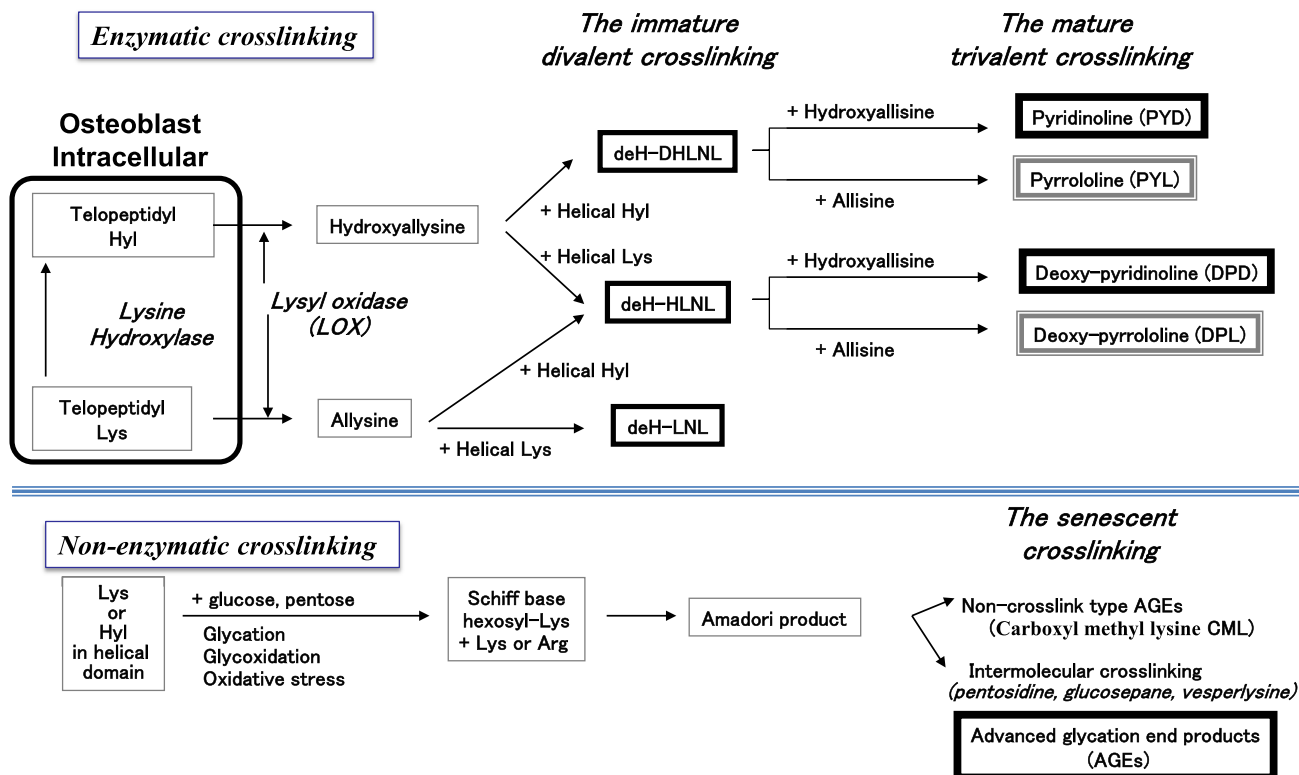 Enzymatic crosslinking
The immature
divalent crosslinking
The mature
trivalent crosslinking
Osteoblast
Intracellular
Telopeptidyl
Hyl
Lysine
Hydroxylase
Telopeptidyl
Lys
Lysyl oxidase
(LOX)
Hydroxyallysine
Allysine
+ Helical Hyl
+ Helical Lys
+ Helical Hyl
+ Helical Lys
deH-DHLNL
deH-HLNL
deH-LNL
+ Hydroxyallisine
+ Allisine
+ Hydroxyallisine
+ Allisine
Pyridinoline (PYD)
Pyrrololine (PYL)
Deoxy-pyridinoline (DPD)
Deoxy-pyrrololine (DPL)
Non-enzymatic crosslinking
The senescent
crosslinking
Lys
or
Hyl
in helical
domain
+ glucose, pentose
Glycation
Glycoxidation
Oxidative stress
Schiff base
hexosyl-Lys
+ Lys or Arg
Amadori product
Non-crosslink type AGEs
(Carboxyl methyl lysine CML)
Intermolecular crosslinking
(pentosidine, glucosepane, vesperlysine)
Advanced glycation end products
(AGEs)